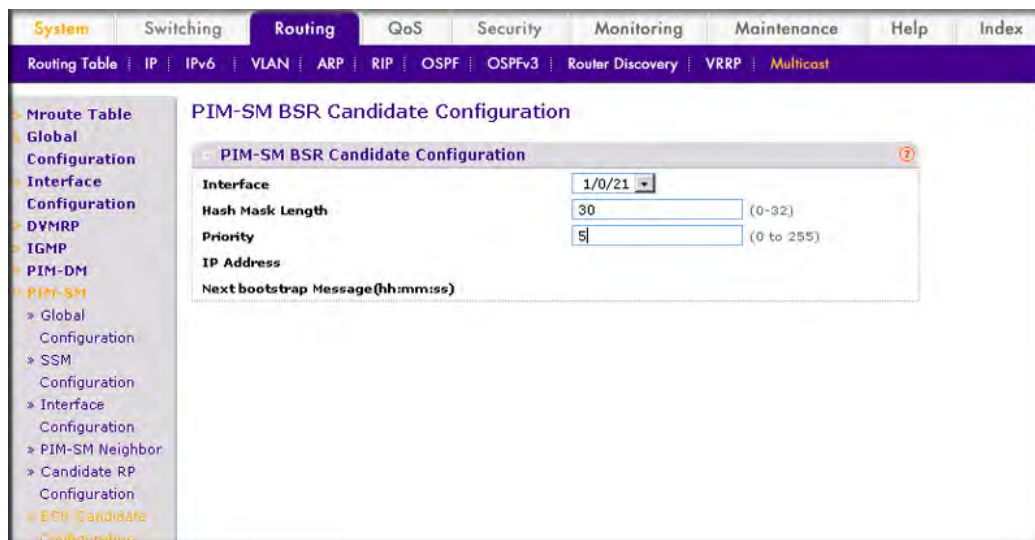 System Switching Routing QoS Security Monitoring Maintenance Help Index
Routing Table IP IPv6 VLAN ARP RIP OSPF OSPFv3 Router Discovery VRRP Multicast
Mroute Table
Global
Configuration
Interface
Configuration
DVMRP
IGMP
PIM-DM
PIM-SM
» Global
Configuration
» SSM
Configuration
» Interface
Configuration
» PIM-SM Neighbor
» Candidate RP
Configuration
» BSR Candidate
Configuration
PIM-SM BSR Candidate Configuration
PIM-SM BSR Candidate Configuration ?
Interface 1/0/21
Hash Mask Length 30 (0-32)
Priority 5 (0 to 255)
IP Address
Next bootstrap Message(hh:mm:ss)